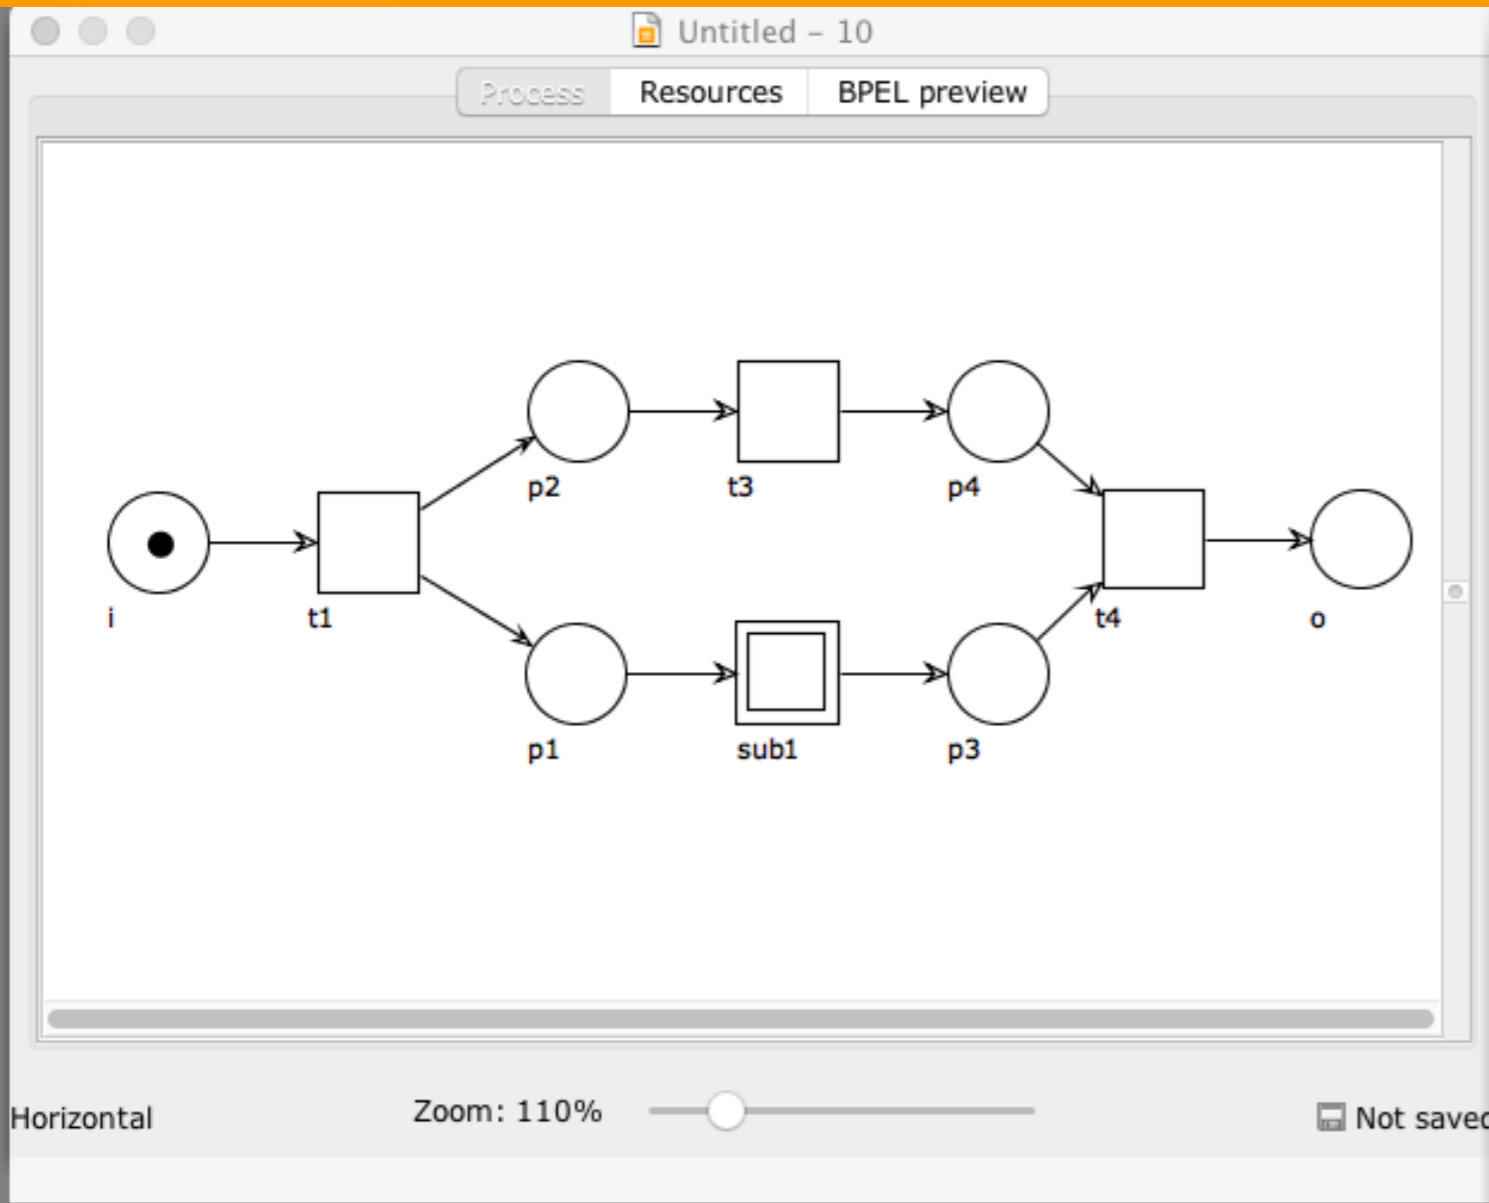 Untitled – 10
Process Resources BPEL preview
p2 t3 p4
i t1 t4 o
p1 sub1 p3
Horizontal Zoom: 110% Not saved